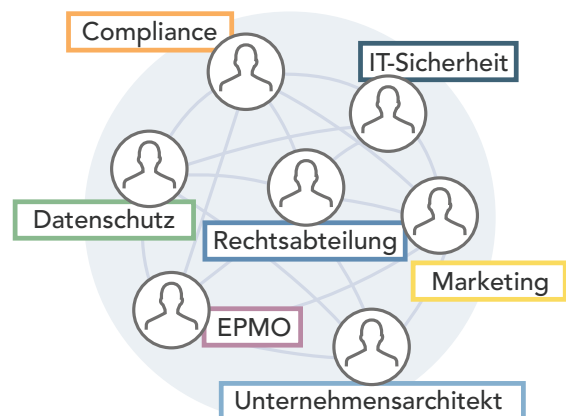 Compliance
IT-Sicherheit
Datenschutz
Rechtsabteilung
Marketing
EPMO
Unternehmensarchitekt